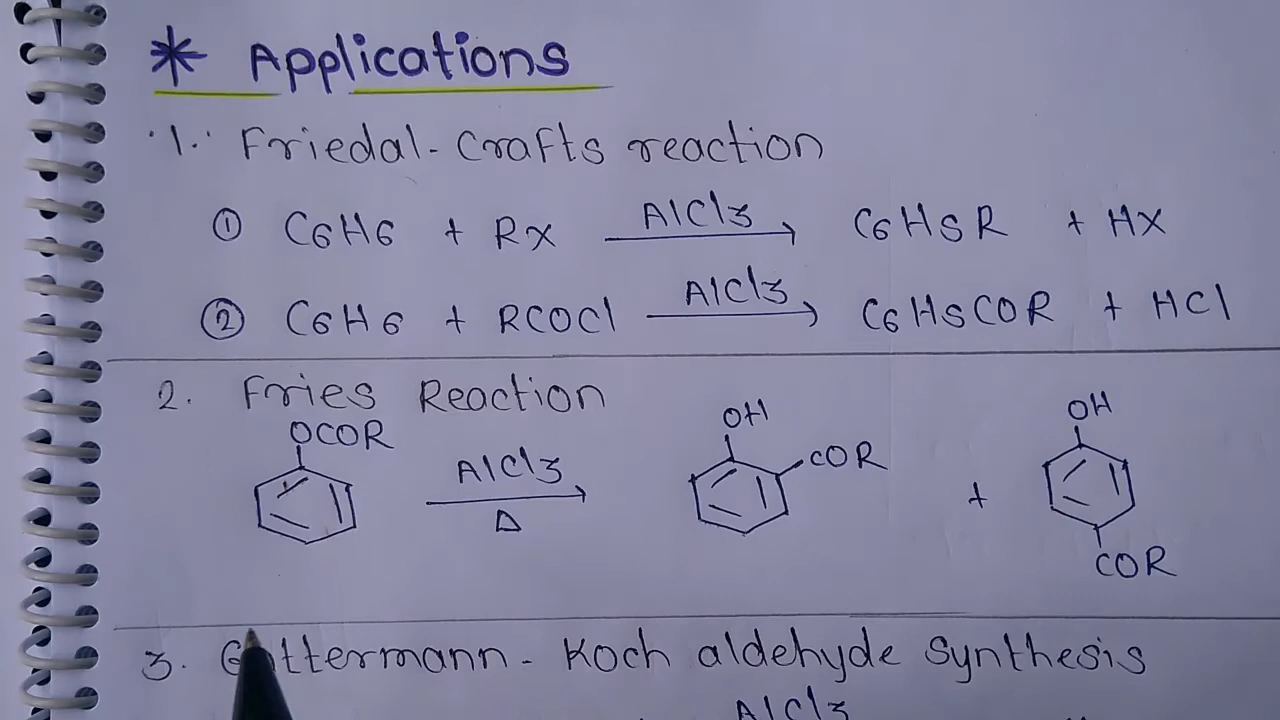 * Applications
1. Friedal-Crafts reaction
① C6H6 + RX AlCl3 → C6H5R + HX
② C6H6 + RCOCl AlCl3 → C6H5COR + HCl
2. Fries Reaction
OCOR AlCl3 → Δ OH COR + OH COR
3. Gattermann - Koch aldehyde synthesis
AlCl3